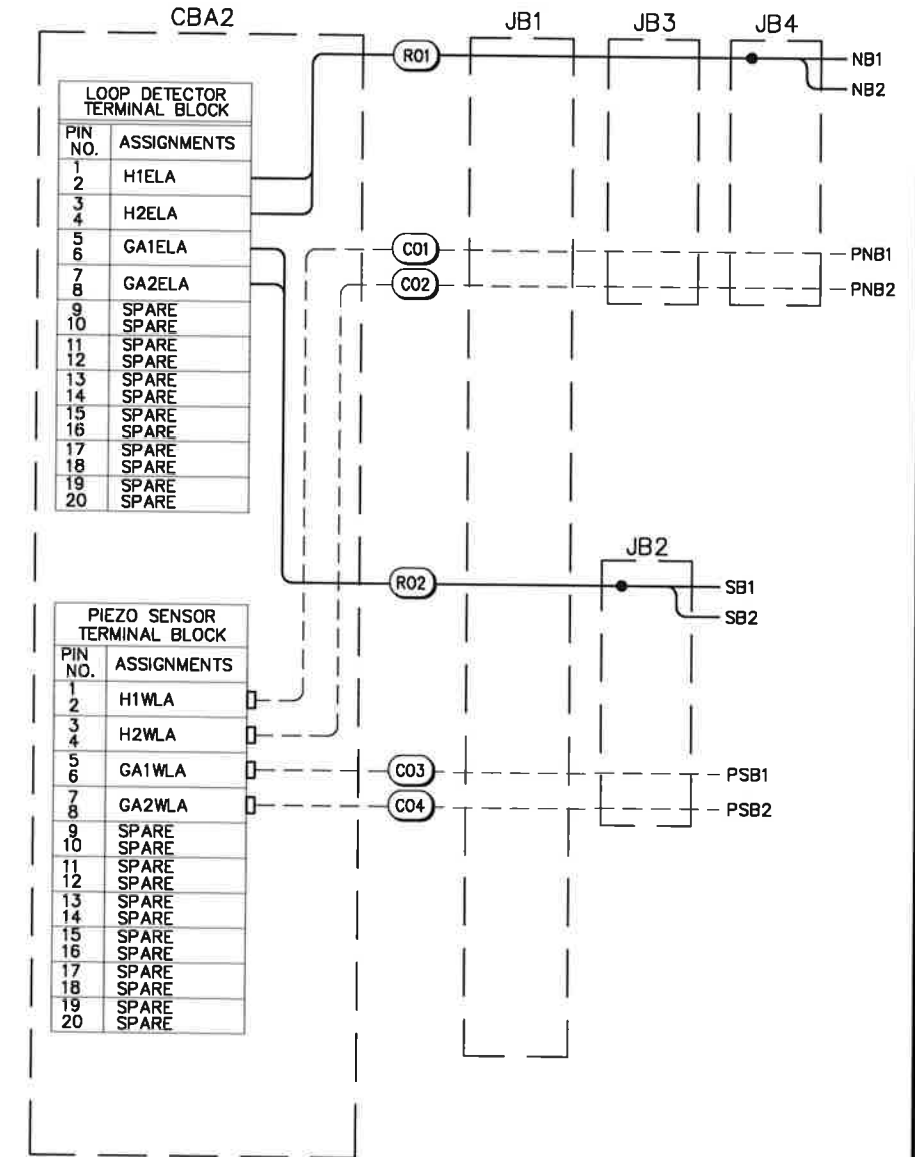 CBA2
JB1
JB3
JB4
R01
NB1
NB2
LOOP DETECTOR
TERMINAL BLOCK
PIN NO. ASSIGNMENTS
1
2 H1ELA
3
4 H2ELA
5
6 GA1ELA
7
8 GA2ELA
9 SPARE
10 SPARE
11 SPARE
12 SPARE
13 SPARE
14 SPARE
15 SPARE
16 SPARE
17 SPARE
18 SPARE
19 SPARE
20 SPARE
C01
PNB1
C02
PNB2
JB2
R02
SB1
SB2
PIEZO SENSOR
TERMINAL BLOCK
PIN NO. ASSIGNMENTS
1
2 H1WLA
3
4 H2WLA
5
6 GA1WLA
7
8 GA2WLA
9 SPARE
10 SPARE
11 SPARE
12 SPARE
13 SPARE
14 SPARE
15 SPARE
16 SPARE
17 SPARE
18 SPARE
19 SPARE
20 SPARE
C03
PSB1
C04
PSB2